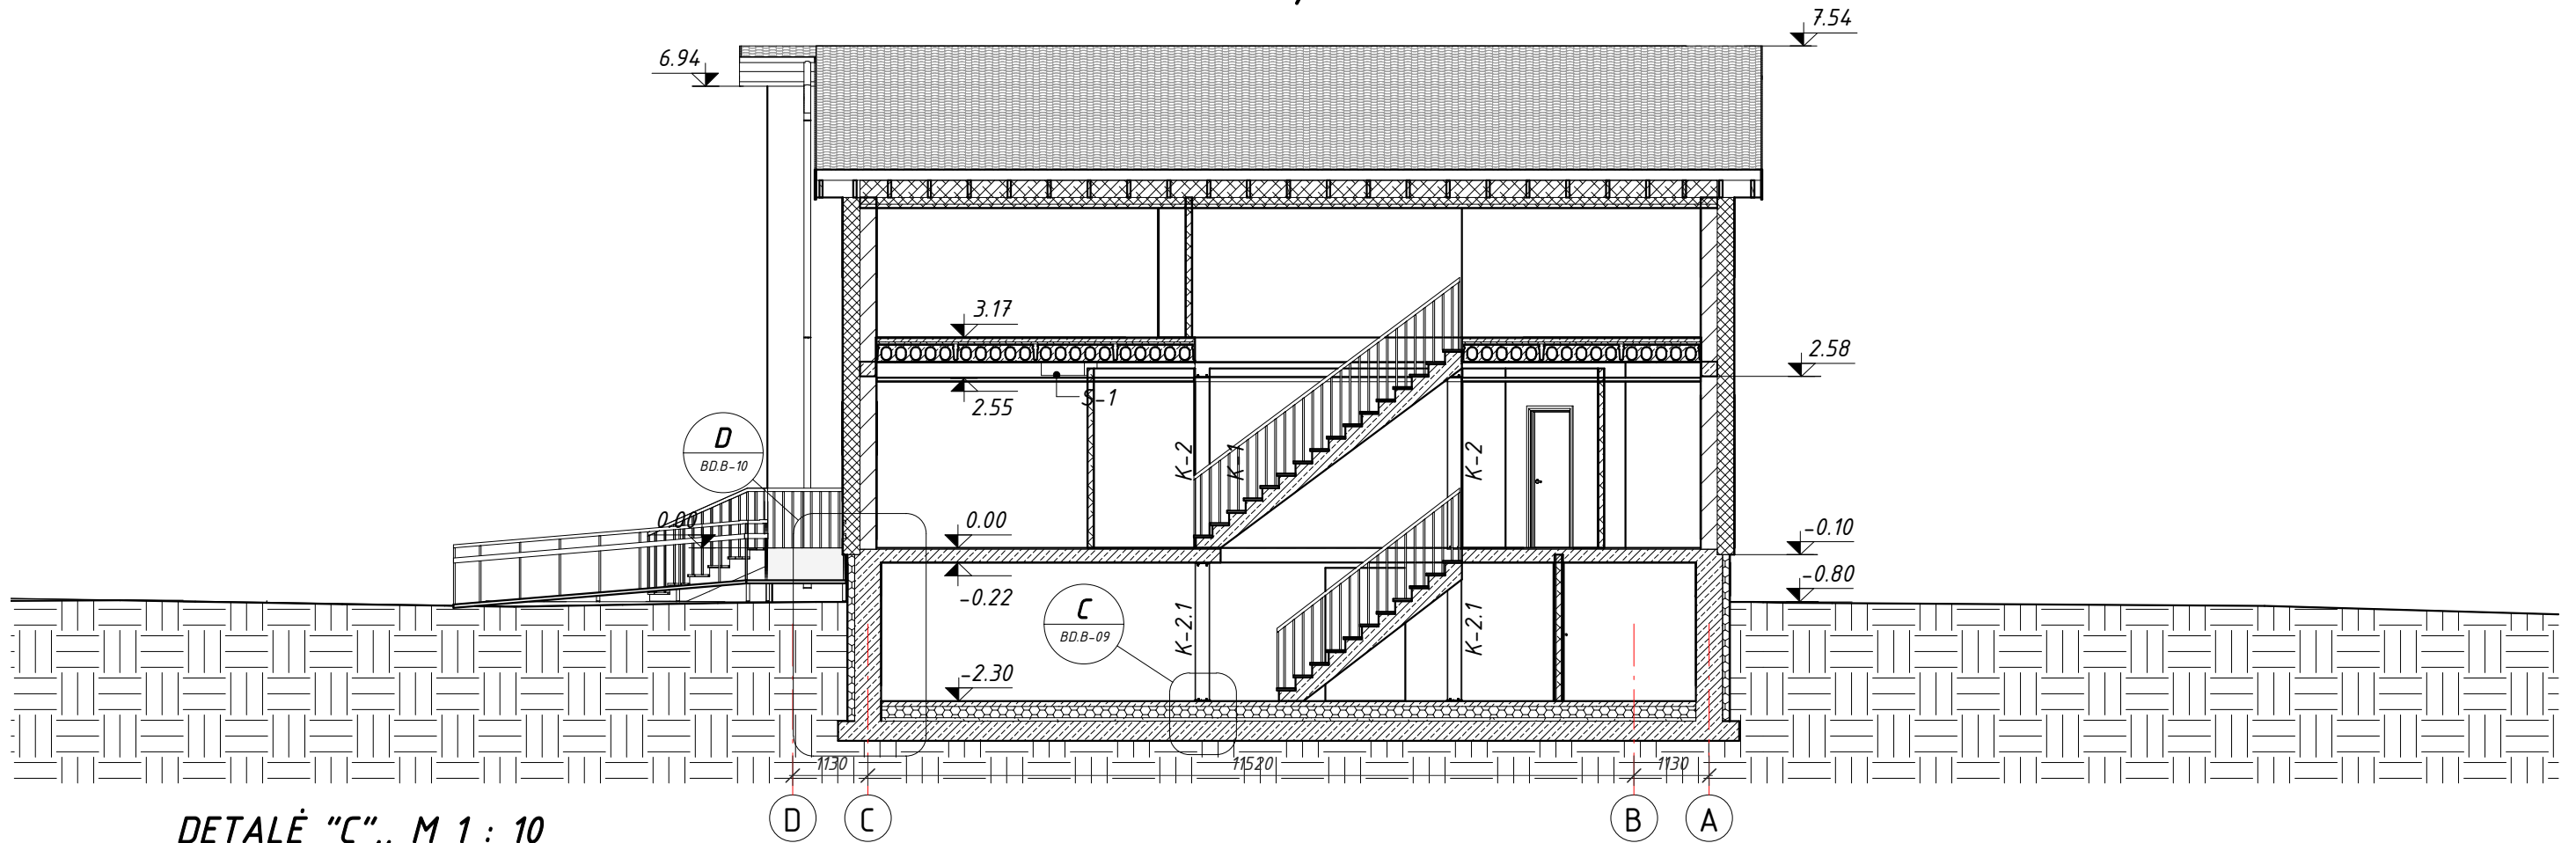 7.54
6.94
3.17
2.58
2.55
S-1
D
BD.B-10
K-2
K-1
K-2
0.00
0.00
-0.10
-0.22
-0.80
C
BD.B-09
K-2.1
K-2.1
-2.30
1130
11520
1130
D
C
B
A
DETALĖ "C",, M 1 : 10